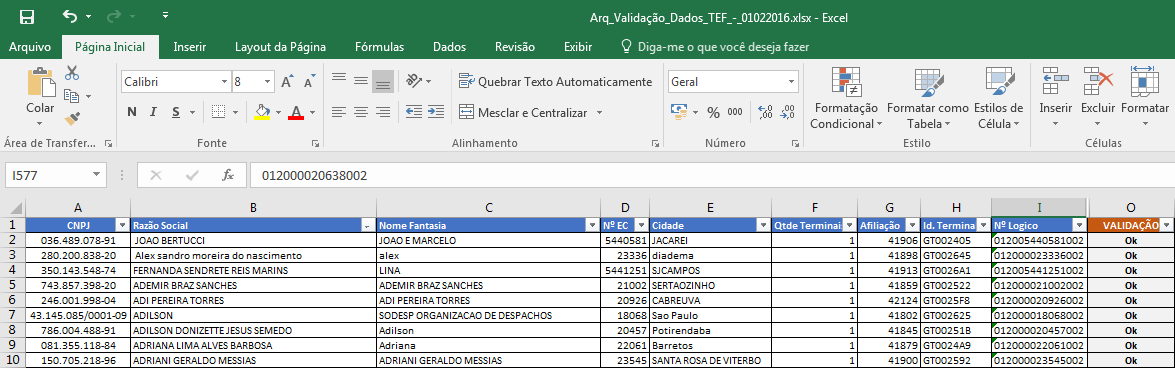 Arq_Validação_Dados_TEF_-_01022016.xlsx - Excel
Arquivo Página Inicial Inserir Layout da Página Fórmulas Dados Revisão Exibir Diga-me o que você deseja fazer
Colar
Calibri 8 A A
N I S A
Quebrar Texto Automaticamente
Mesclar e Centralizar
Geral
% 000
Formatação Condicional
Formatar como Tabela
Estilos de Célula
Inserir Excluir Formatar
Área de Transfer... Fonte Alinhamento Número Estilo Células
I577 fx 012000020638002
A B C D E F G H I O
1 CNPJ Razão Social Nome Fantasia Nº EC Cidade Qtde Terminais Afiliação Id. Termina Nº Logico VALIDAÇÃO
2 036.489.078-91 JOAO BERTUCCI JOAO E MARCELO 5440581 JACAREI 1 41906 GT002405 012005440581002 Ok
3 280.200.838-20 Alex sandro moreira do nascimento alex 23336 diadema 1 41898 GT002645 012000023336002 Ok
4 350.143.548-74 FERNANDA SENDRETE REIS MARINS LINA 5441251 SJCAMPOS 1 41913 GT0026A1 012005441251002 Ok
5 743.857.398-20 ADEMIR BRAZ SANCHES ADEMIR BRAZ SANCHES 21002 SERTAOZINHO 1 41859 GT002522 012000021002002 Ok
6 246.001.998-04 ADI PEREIRA TORRES ADI PEREIRA TORRES 20926 CABREUVA 1 42124 GT0025F8 012000020926002 Ok
7 43.145.085/0001-09 ADILSON SODESP ORGANIZACAO DE DESPACHOS 18068 Sao Paulo 1 41802 GT002625 012000018068002 Ok
8 786.004.488-91 ADILSON DONIZETTE JESUS SEMEDO Adilson 20457 Potirendaba 1 41845 GT00251B 012000020457002 Ok
9 081.355.118-84 ADRIANA LIMA ALVES BARBOSA Adriana 22061 Barretos 1 41879 GT0024A9 012000022061002 Ok
10 150.705.218-96 ADRIANI GERALDO MESSIAS ADRIANI GERALDO MESSIAS 23545 SANTA ROSA DE VITERBO 1 41900 GT002592 012000023545002 Ok